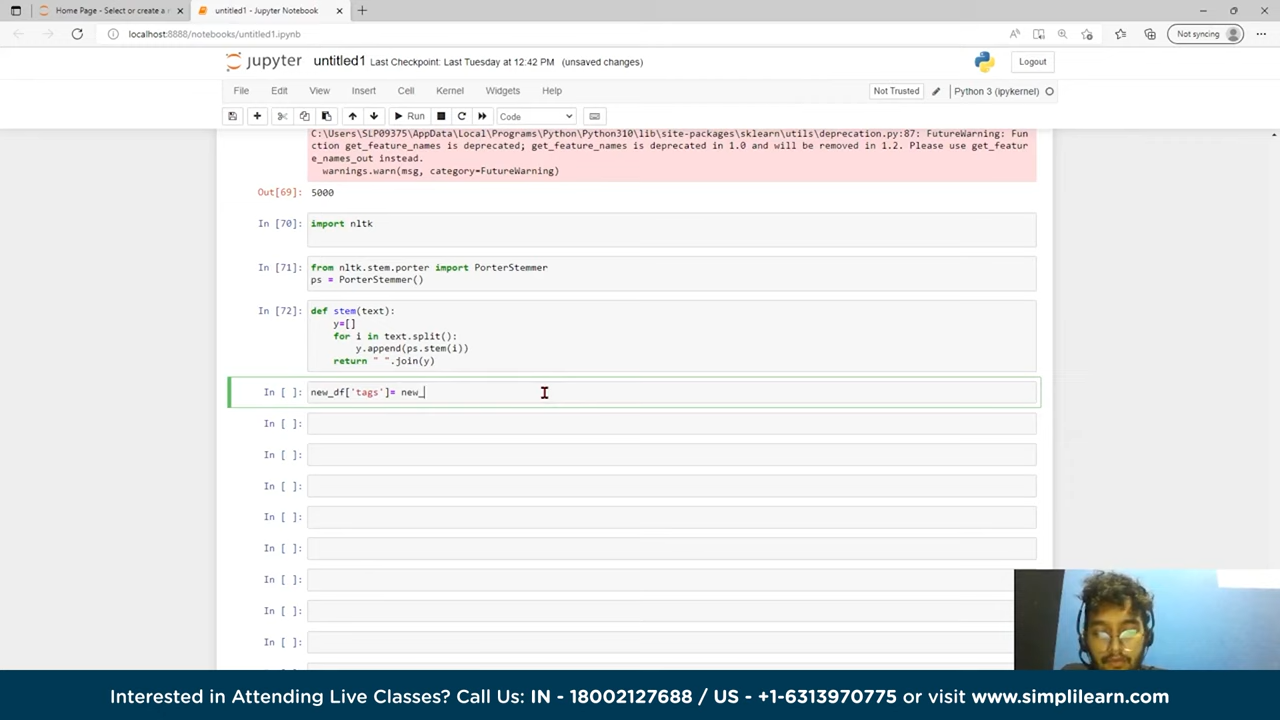 Home Page - Select or create a n
untitled1 - Jupyter Notebook
localhost:8888/notebooks/untitled1.ipynb
Not syncing
jupyter untitled1 Last Checkpoint: Last Tuesday at 12:42 PM (unsaved changes)
Logout
File Edit View Insert Cell Kernel Widgets Help
Not Trusted Python 3 (ipykernel)
Run Code
C:\Users\SLP09375\AppData\Local\Programs\Python\Python310\lib\site-packages\sklearn\utils\deprecation.py:87: FutureWarning: Fun
ction get_feature_names is deprecated; get_feature_names is deprecated in 1.0 and will be removed in 1.2. Please use get_featur
e_names_out instead.
warnings.warn(msg, category=FutureWarning)
Out[69]: 5000
In [70]: import nltk
In [71]: from nltk.stem.porter import PorterStemmer
ps = PorterStemmer()
In [72]: def stem(text):
y=[]
for i in text.split():
y.append(ps.stem(i))
return " ".join(y)
In [ ]: new_df['tags']= new_
In [ ]:
In [ ]:
In [ ]:
In [ ]:
In [ ]:
In [ ]:
In [ ]:
In [ ]:
Interested in Attending Live Classes? Call Us: IN - 18002127688 / US - +1-6313970775 or visit www.simplilearn.com